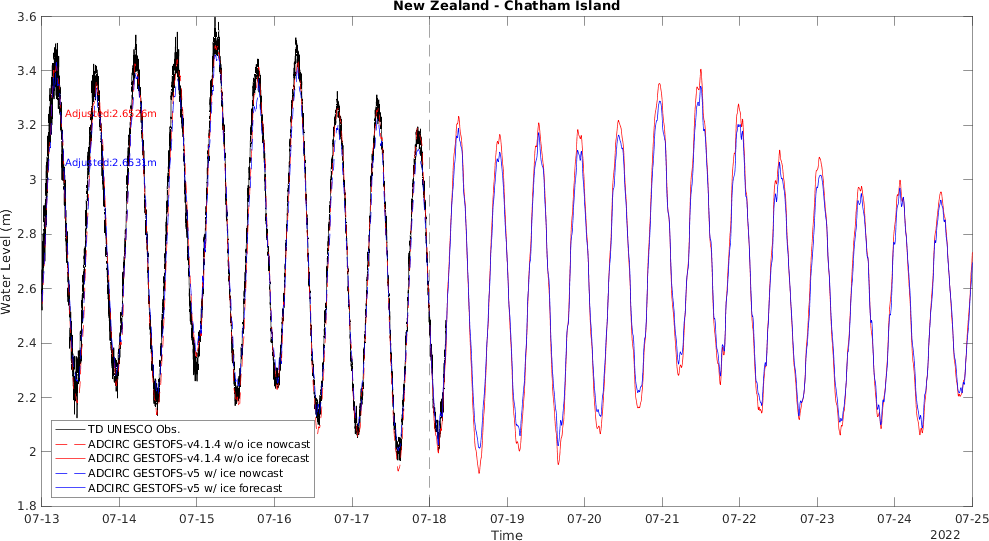 New Zealand - Chatham Island
3.6
3.4
3.2
3
2.8
2.6
2.4
2.2
2
1.8
Water Level (m)
Adjusted:2.6526m
Adjusted:2.6531m
TD UNESCO Obs.
ADCIRC GESTOFS-v4.1.4 w/o ice nowcast
ADCIRC GESTOFS-v4.1.4 w/o ice forecast
ADCIRC GESTOFS-v5 w/ ice nowcast
ADCIRC GESTOFS-v5 w/ ice forecast
07-13 07-14 07-15 07-16 07-17 07-18 07-19 07-20 07-21 07-22 07-23 07-24 07-25
Time
2022